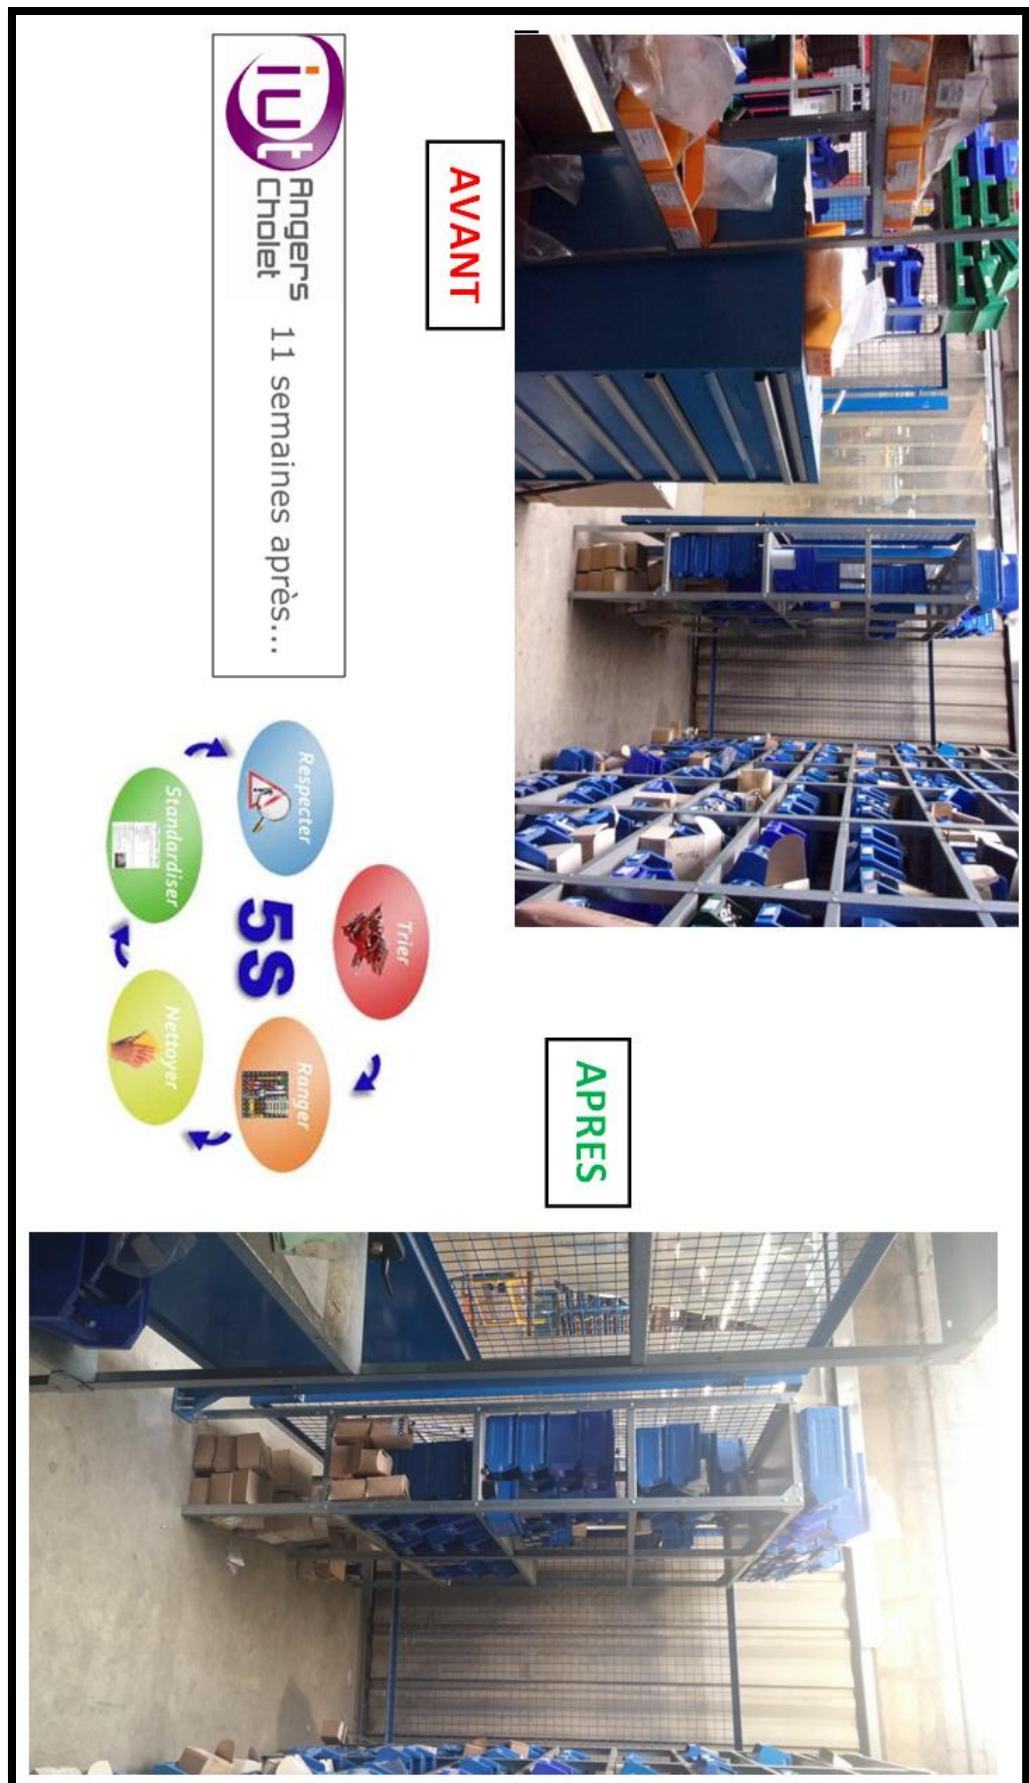 AVANT
iut
Angers
Cholet
11 semaines après...
APRES
Trier
Respecter
Ranger
5S
Standardiser
Nettoyer